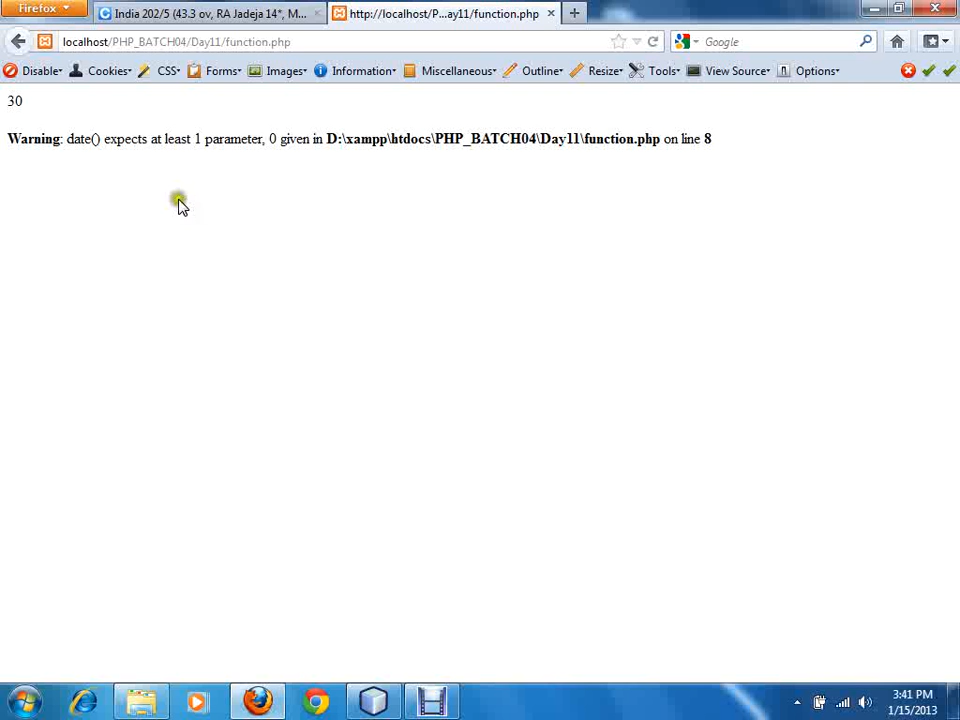 Firefox
India 202/5 (43.3 ov, RA Jadeja 14*, M...
http://localhost/P...ay11/function.php
localhost/PHP_BATCH04/Day11/function.php
Google
Disable
Cookies
CSS
Forms
Images
Information
Miscellaneous
Outline
Resize
Tools
View Source
Options
30
Warning: date() expects at least 1 parameter, 0 given in D:\xampp\htdocs\PHP_BATCH04\Day11\function.php on line 8
3:41 PM
1/15/2013